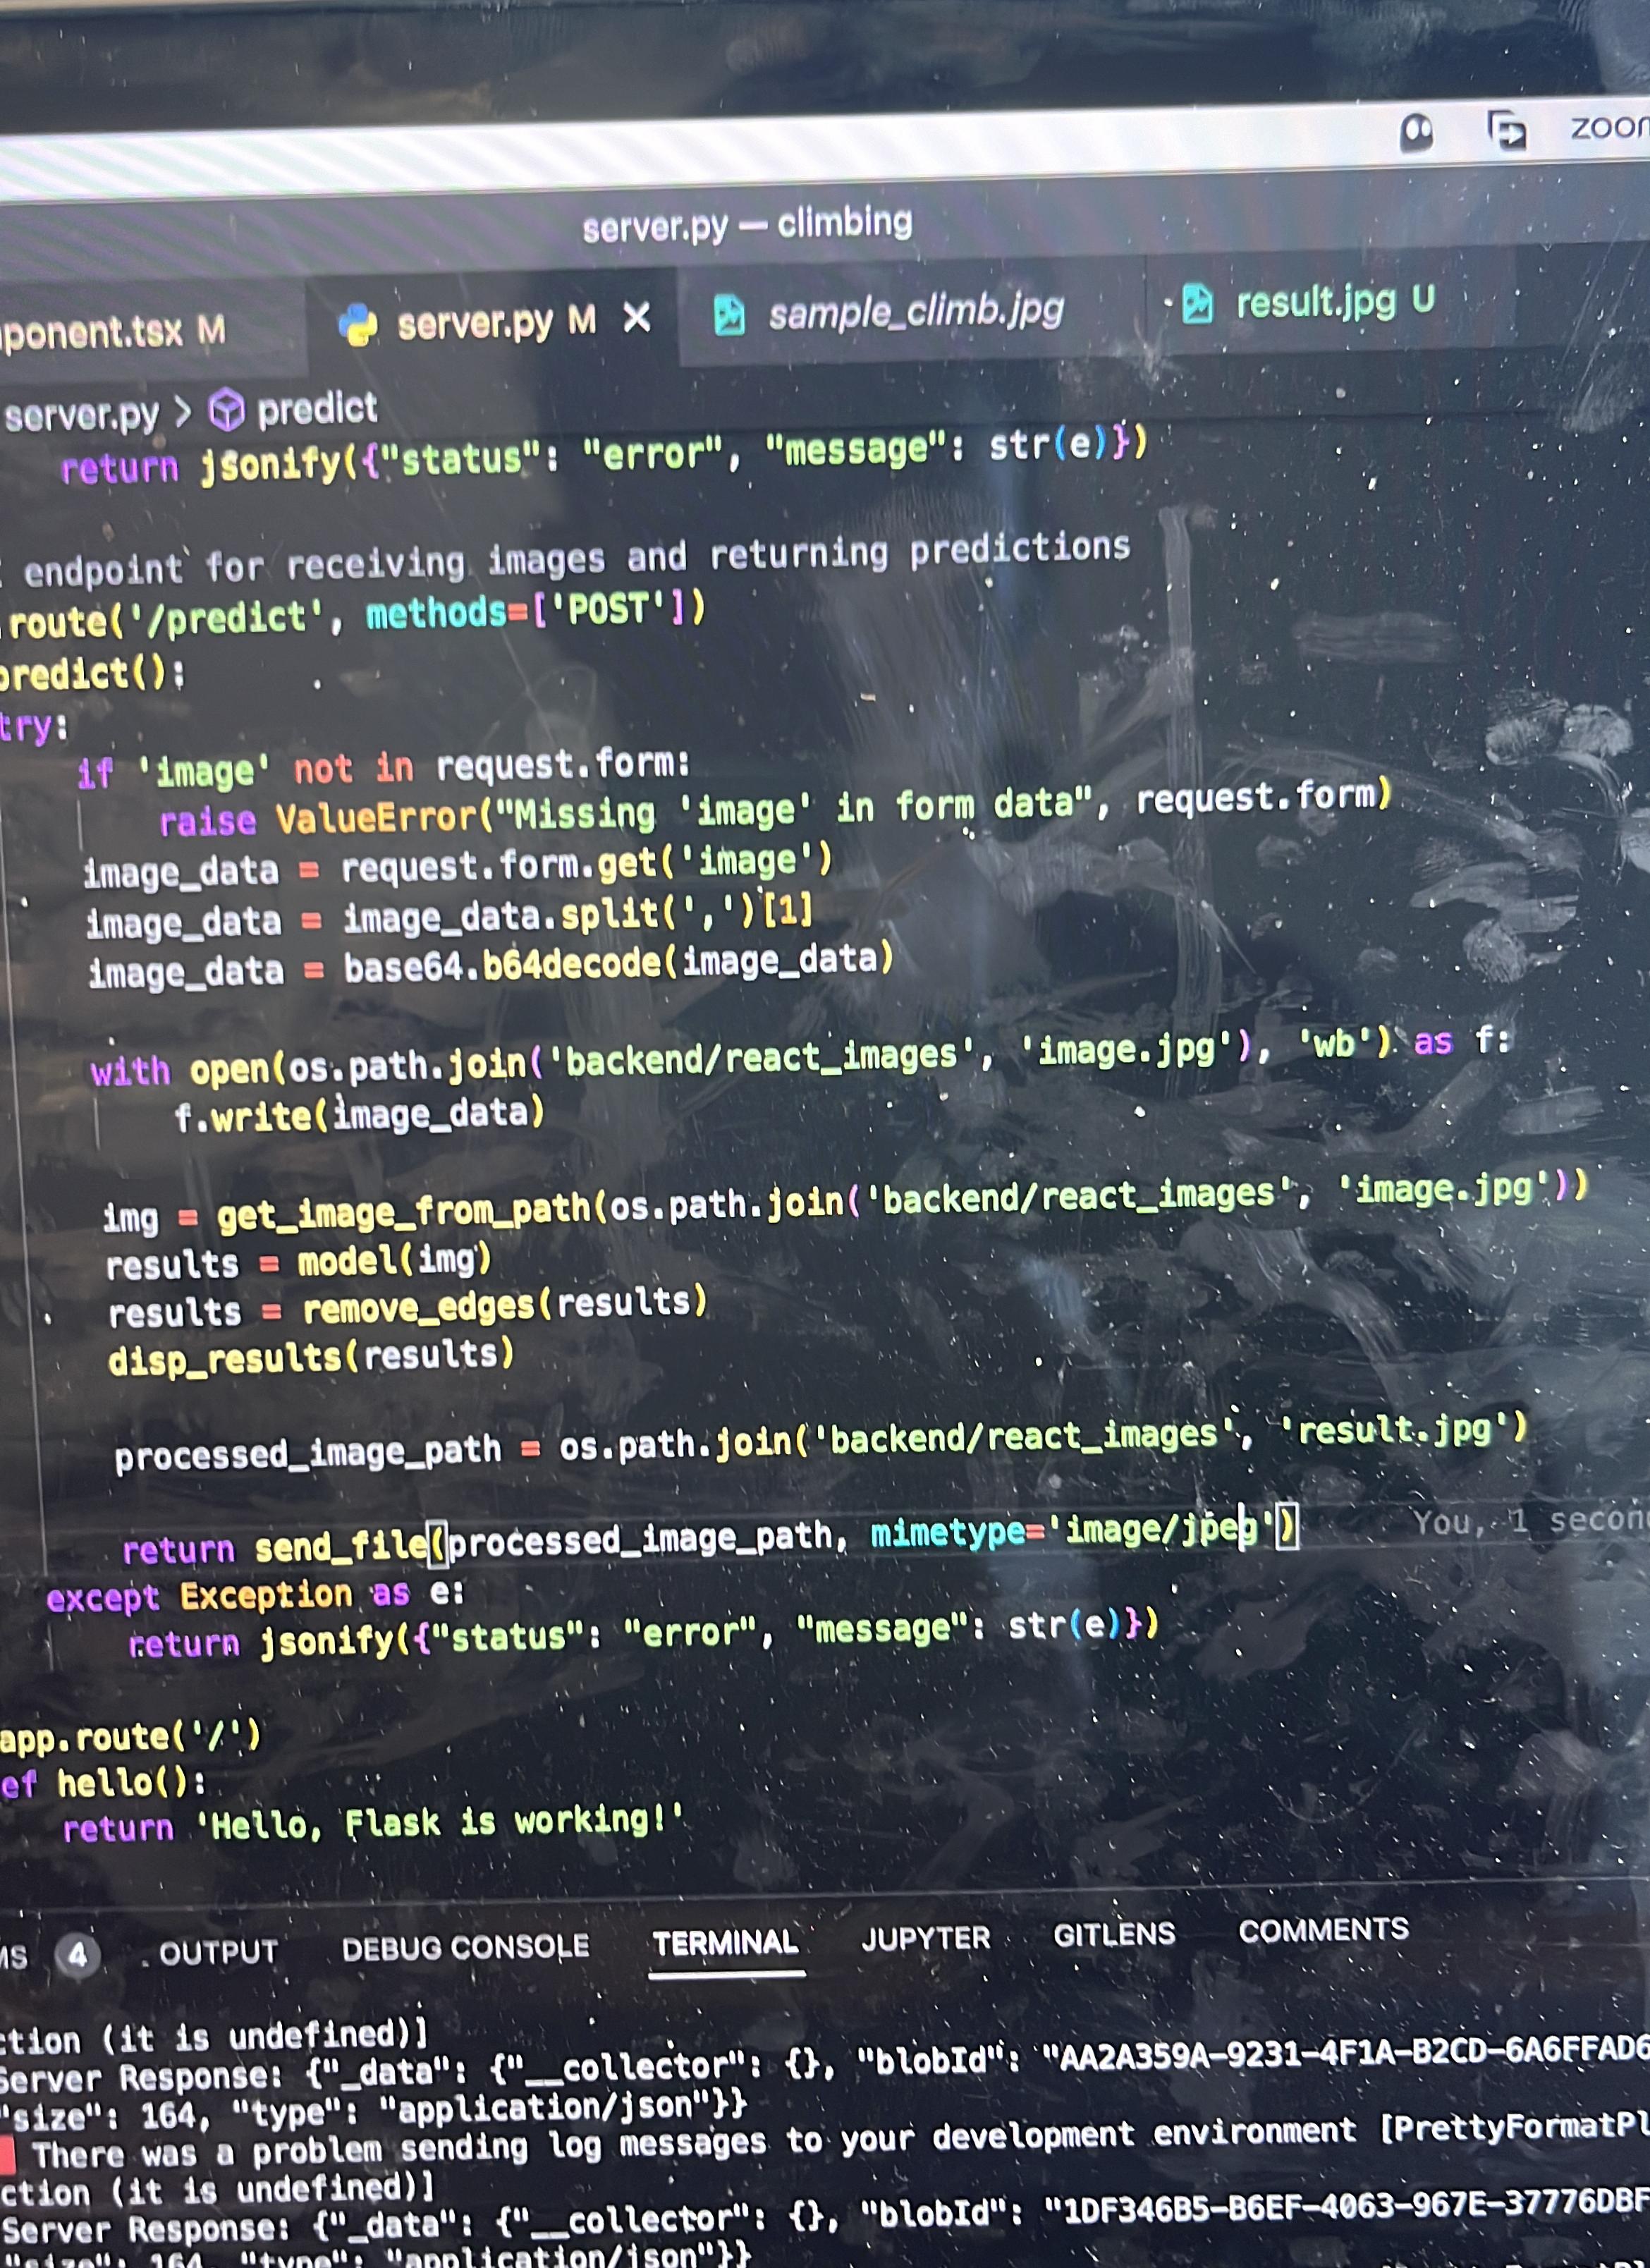 server.py — climbing
ponent.tsx M server.py M × sample_climb.jpg result.jpg U
server.py > predict
return jsonify({"status": "error", "message": str(e)})
endpoint for receiving images and returning predictions
route('/predict', methods=['POST'])
predict():
try:
if 'image' not in request.form:
raise ValueError("Missing 'image' in form data", request.form)
image_data = request.form.get('image')
image_data = image_data.split(',')[1]
image_data = base64.b64decode(image_data)
with open(os.path.join('backend/react_images', 'image.jpg'), 'wb') as f:
f.write(image_data)
img = get_image_from_path(os.path.join('backend/react_images', 'image.jpg'))
results = model(img)
results = remove_edges(results)
disp_results(results)
processed_image_path = os.path.join('backend/react_images', 'result.jpg')
return send_file(processed_image_path, mimetype='image/jpeg') You, 1 secon
except Exception as e:
return jsonify({"status": "error", "message": str(e)})
app.route('/')
ef hello():
return 'Hello, Flask is working!'
MS 4 OUTPUT DEBUG CONSOLE TERMINAL JUPYTER GITLENS COMMENTS
ction (it is undefined)]
Server Response: {"_data": {"__collector": {}, "blobId": "AA2A359A-9231-4F1A-B2CD-6A6FFAD6
"size": 164, "type": "application/json"}}
There was a problem sending log messages to your development environment [PrettyFormatPl
ction (it is undefined)]
Server Response: {"_data": {"__collector": {}, "blobId": "1DF346B5-B6EF-4063-967E-37776DBF
"size": 164, "type": "application/json"}}